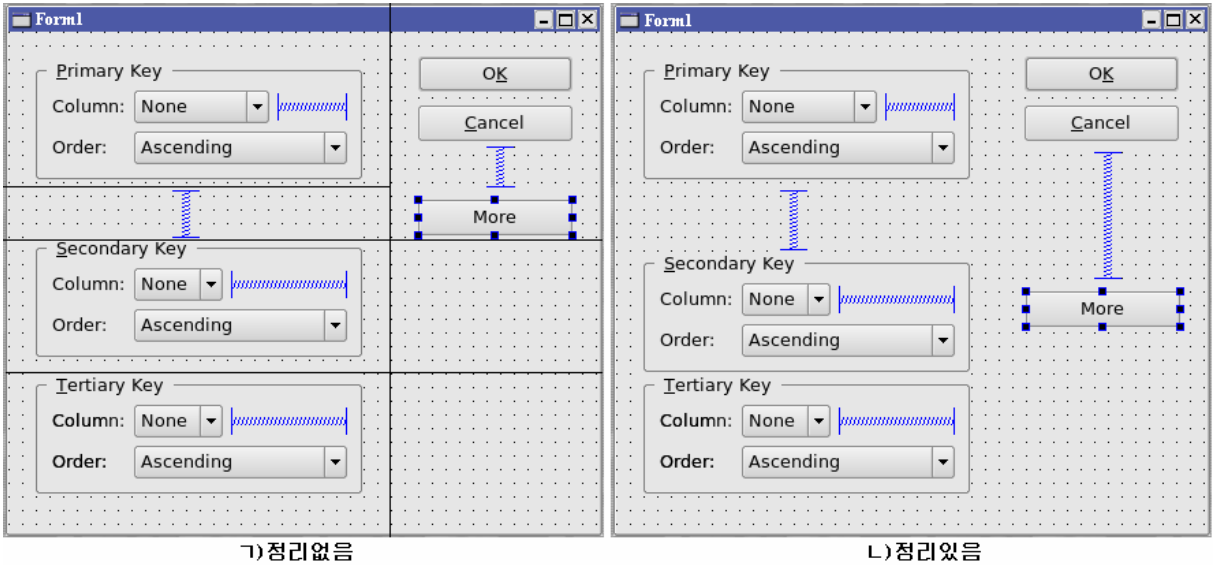 Form1
Primary Key
Column: None
Order: Ascending
OK
Cancel
More
Secondary Key
Column: None
Order: Ascending
Tertiary Key
Column: None
Order: Ascending
ㄱ)정리없음
Form1
Primary Key
Column: None
Order: Ascending
OK
Cancel
More
Secondary Key
Column: None
Order: Ascending
Tertiary Key
Column: None
Order: Ascending
ㄴ)정리있음